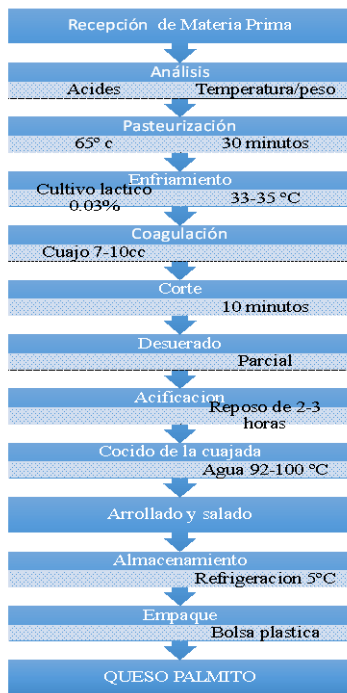 Recepción de Materia Prima
Análisis
Acides Temperatura/peso
Pasteurización
65° c 30 minutos
Enfriamiento
Cultivo lactico
0.03% 33-35 °C
Coagulación
Cuajo 7-10cc
Corte
10 minutos
Desuerado
Parcial
Acificacion
Reposo de 2-3
horas
Cocido de la cuajada
Agua 92-100 °C
Arrollado y salado
Almacenamiento
Refrigeracion 5°C
Empaque
Bolsa plastica
QUESO PALMITO